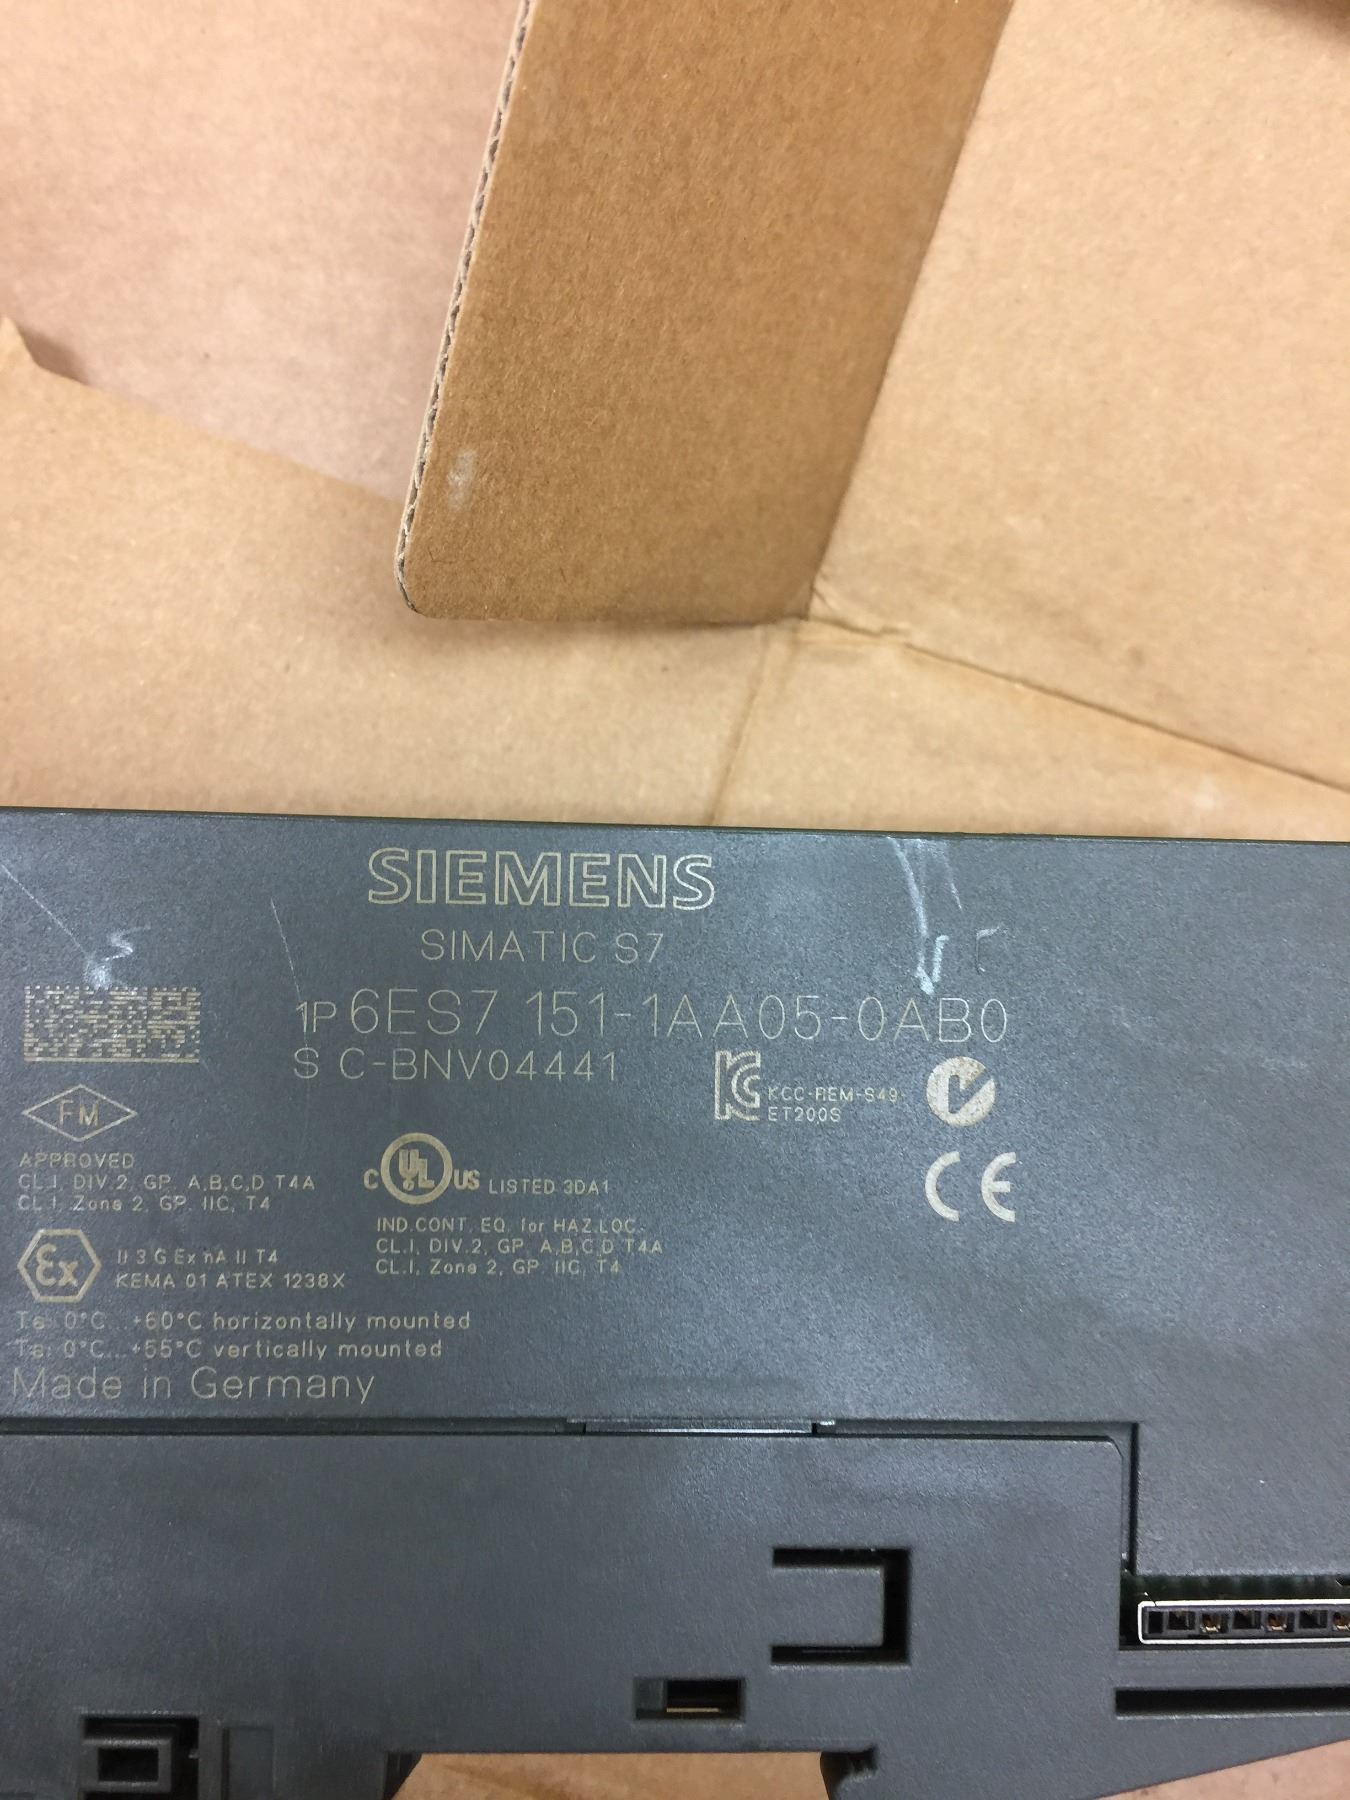 SIEMENS
SIMATIC S7
1P 6ES7 151-1AA05-0AB0
S C-BNV04441
KCC-REM-S49-
ET200S
FM
APPROVED
CL.I, DIV.2, GP. A,B,C,D T4A
CL.I, Zone 2, GP. IIC, T4
C UL US LISTED 3DA1
IND.CONT. EQ. for HAZ.LOC.
CL.I, DIV.2, GP. A,B,C,D T4A
CL.I, Zone 2, GP. IIC, T4
CE
Ex II 3 G Ex nA II T4
KEMA 01 ATEX 1238X
Ta: 0°C...+60°C horizontally mounted
Ta: 0°C...+55°C vertically mounted
Made in Germany